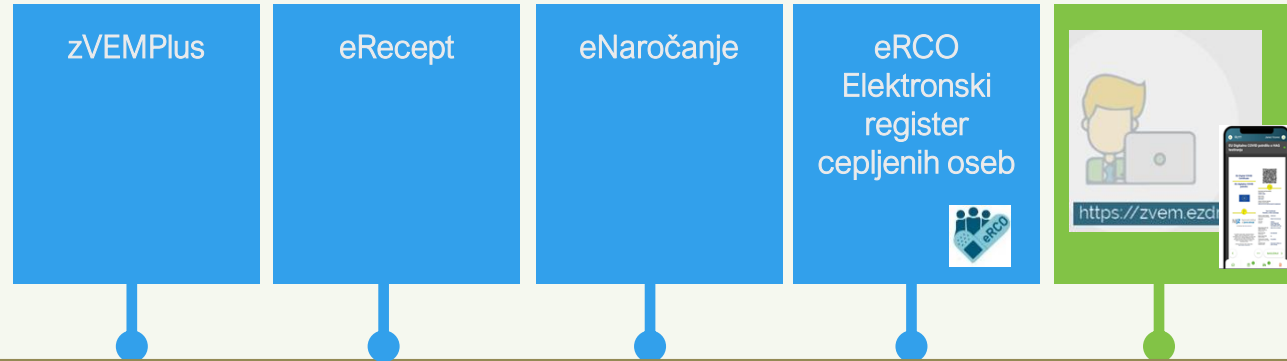 zVEMPlus
eRecept
eNaročanje
eRCO
Elektronski
register
cepljenih oseb
eRCO
https://zvem.ezdr